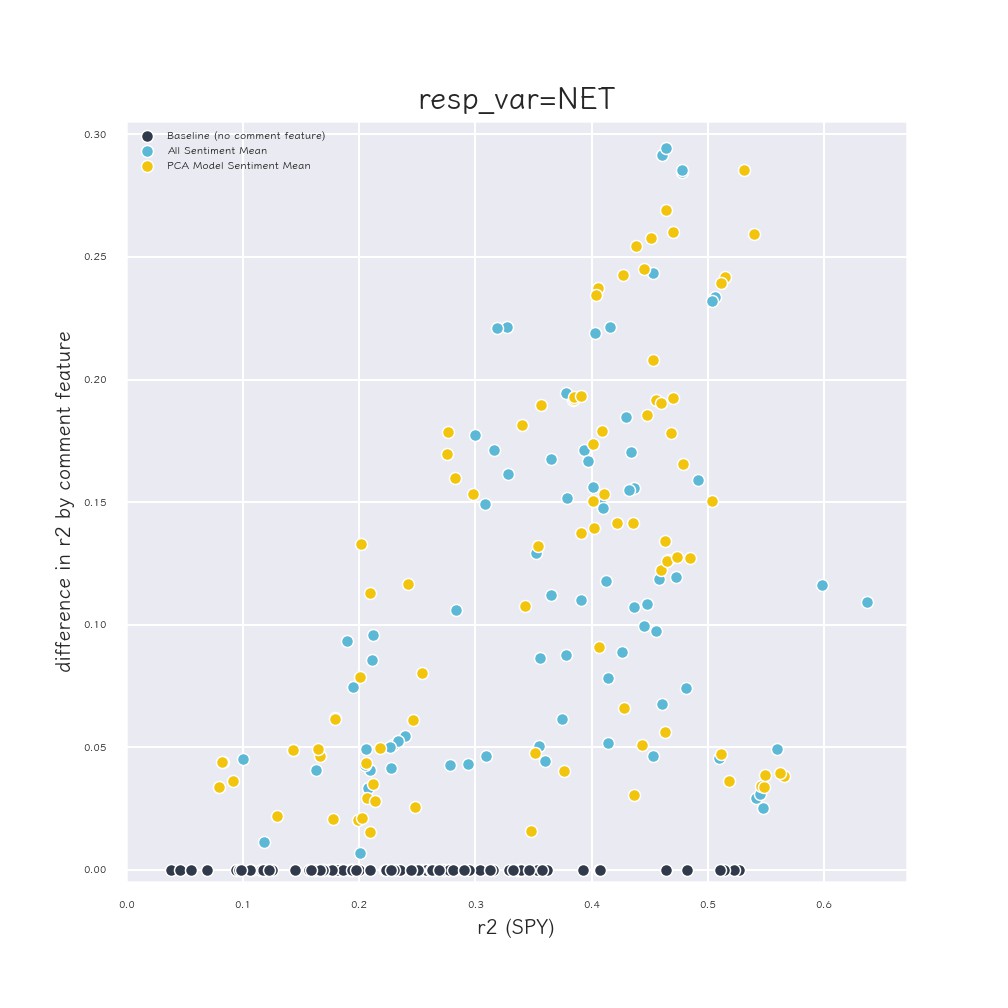 resp_var=NET
Baseline (no comment feature)
All Sentiment Mean
PCA Model Sentiment Mean
0.30
0.25
0.20
0.15
0.10
0.05
0.00
difference in r2 by comment feature
0.0 0.1 0.2 0.3 0.4 0.5 0.6
r2 (SPY)